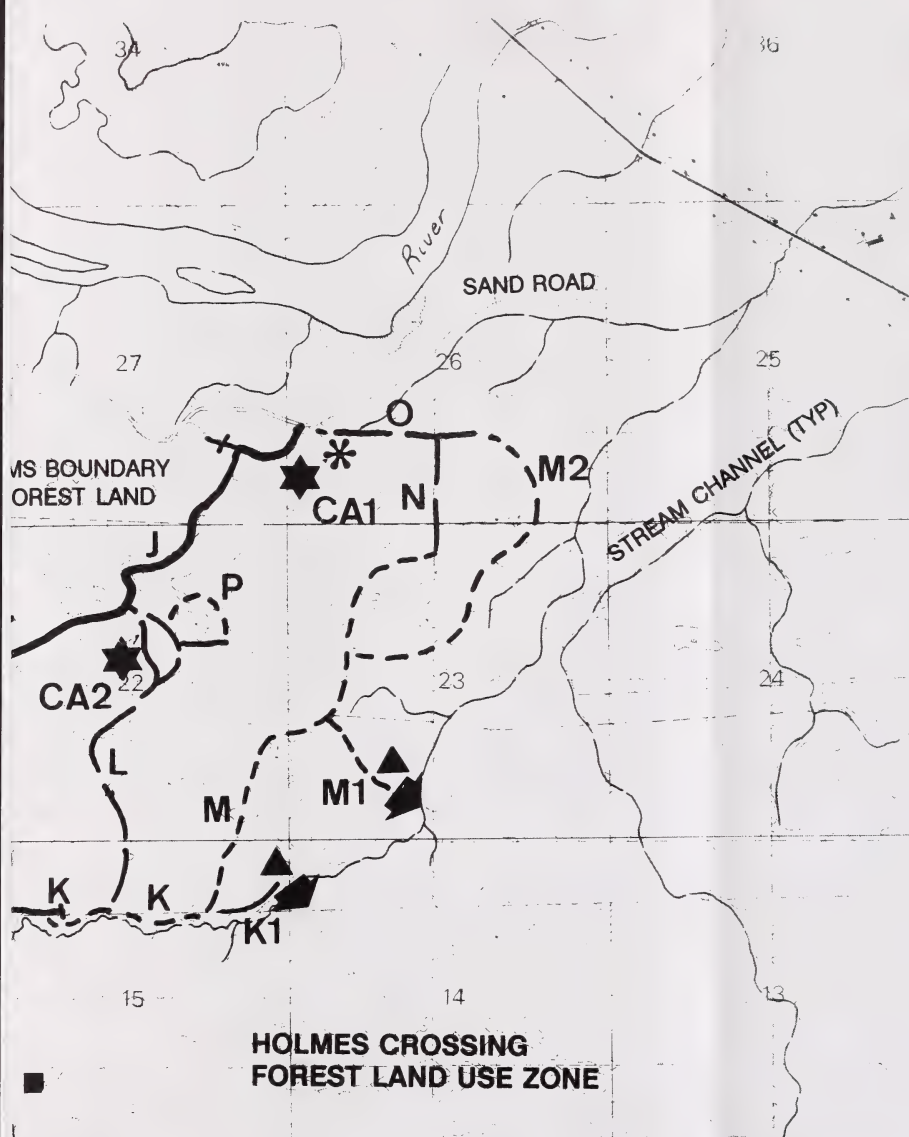 34
36
River
SAND ROAD
27
26
25
O
MS BOUNDARY
OREST LAND
M2
CA1
N
STREAM CHANNEL (TYP)
J
P
22
23
24
CA2
L
M1
M
K
K
K1
15
14
13
HOLMES CROSSING
FOREST LAND USE ZONE